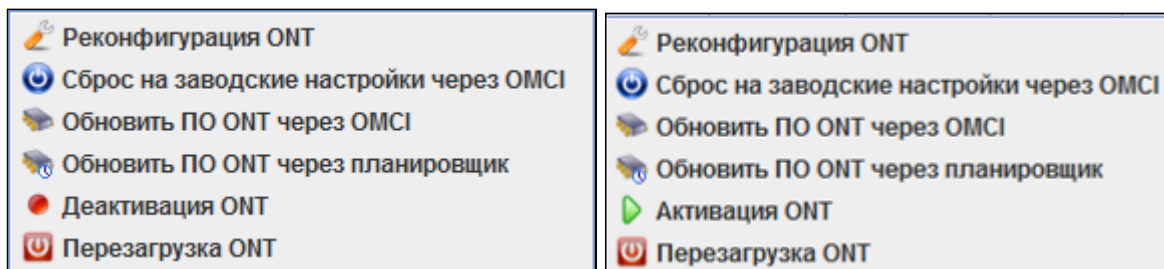 Реконфигурация ONT
Сброс на заводские настройки через OMCI
Обновить ПО ONT через OMCI
Обновить ПО ONT через планировщик
Деактивация ONT
Перезагрузка ONT
Реконфигурация ONT
Сброс на заводские настройки через OMCI
Обновить ПО ONT через OMCI
Обновить ПО ONT через планировщик
Активация ONT
Перезагрузка ONT